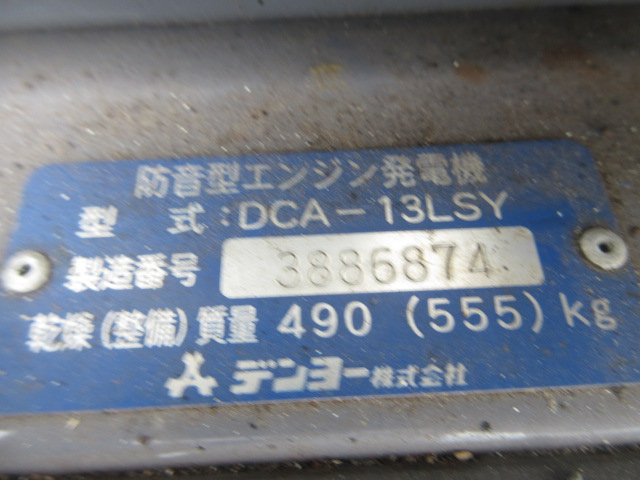 防音型エンジン発電機
型 式:DCA-13LSY
製造番号 3886874
乾燥(整備)質量 490 (555) kg
デンヨー株式会社